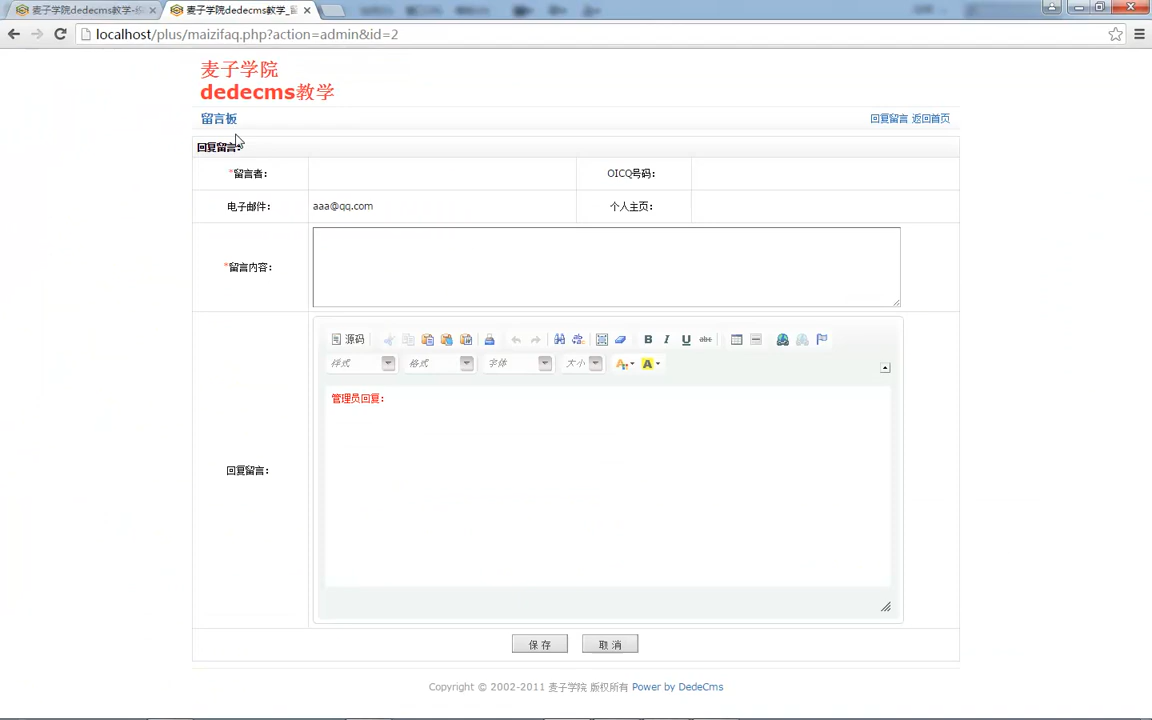 麦子学院dedecms教学-
麦子学院dedecms教学_
localhost/plus/maizifaq.php?action=admin&id=2
麦子学院
dedecms教学
留言板
回复留言 返回首页
回复留言:
*留言者:
OICQ号码:
电子邮件:
aaa@qq.com
个人主页:
*留言内容:
源码
B I U abc
样式 格式 字体 大小 A A
管理员回复:
回复留言:
保存 取消
Copyright © 2002-2011 麦子学院 版权所有 Power by DedeCms